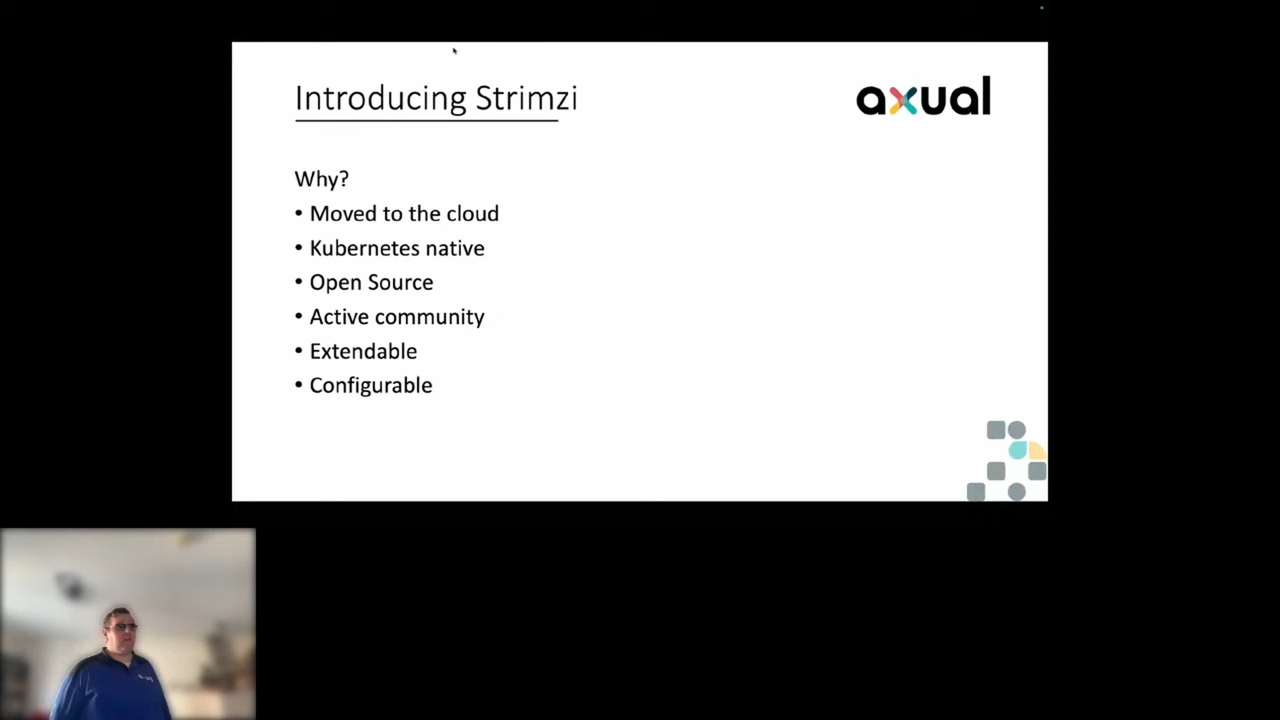 Introducing Strimzi
axual
Why?
• Moved to the cloud
• Kubernetes native
• Open Source
• Active community
• Extendable
• Configurable